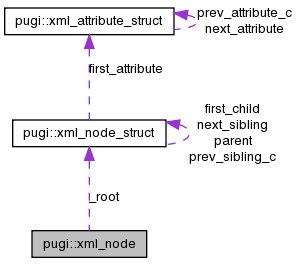 prev_attribute_c
pugi::xml_attribute_struct
next_attribute
first_attribute
first_child
next_sibling
pugi::xml_node_struct
parent
prev_sibling_c
_root
pugi::xml_node